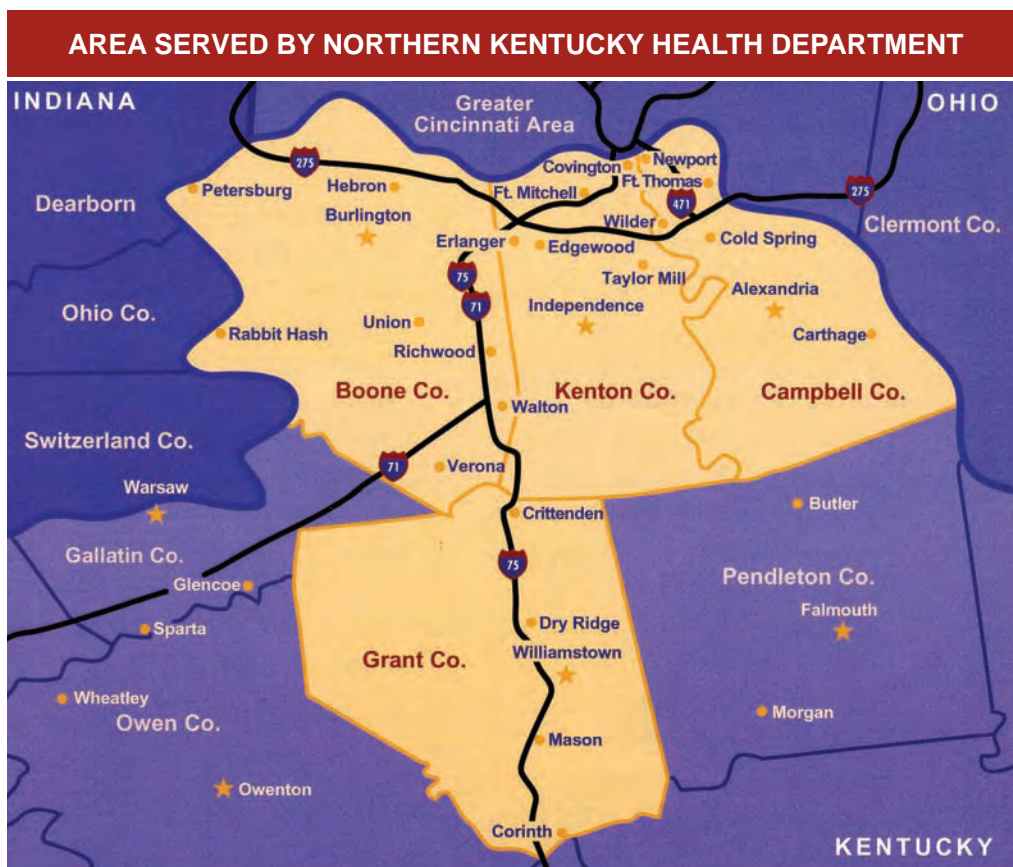 AREA SERVED BY NORTHERN KENTUCKY HEALTH DEPARTMENT
INDIANA
Greater
Cincinnati Area
OHIO
275
Covington
Newport
Petersburg
Hebron
Ft. Mitchell
Ft. Thomas
275
Dearborn
Burlington
471
Wilder
Clermont Co.
Erlanger
Edgewood
Cold Spring
75
Taylor Mill
Alexandria
71
Independence
Ohio Co.
Rabbit Hash
Union
Carthage
Richwood
Boone Co.
Kenton Co.
Campbell Co.
Walton
Switzerland Co.
71
Verona
Warsaw
Crittenden
Butler
Gallatin Co.
75
Pendleton Co.
Glencoe
Falmouth
Sparta
Dry Ridge
Williamstown
Grant Co.
Wheatley
Morgan
Owen Co.
Mason
Owenton
Corinth
KENTUCKY